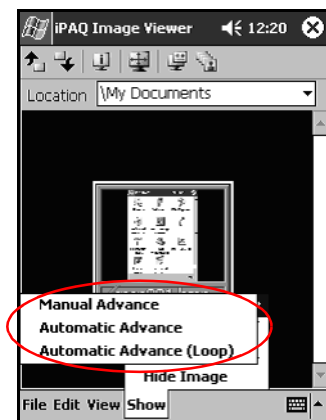 iPAQ Image Viewer 12:20
Location \My Documents
Manual Advance
Automatic Advance
Automatic Advance (Loop)
Hide Image
File Edit View Show